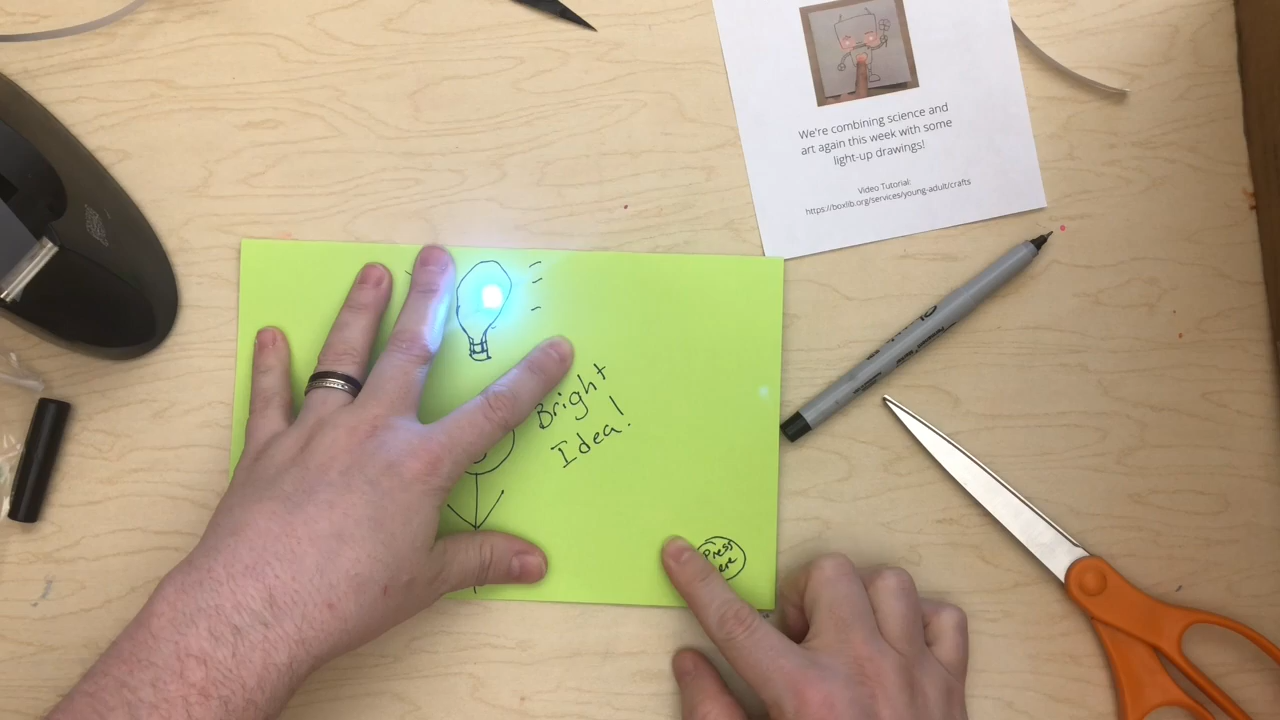 We're combining science and
art again this week with some
light-up drawings!
Video Tutorial:
https://boxlib.org/services/young-adult/crafts
Bright
Idea!
Press
ere